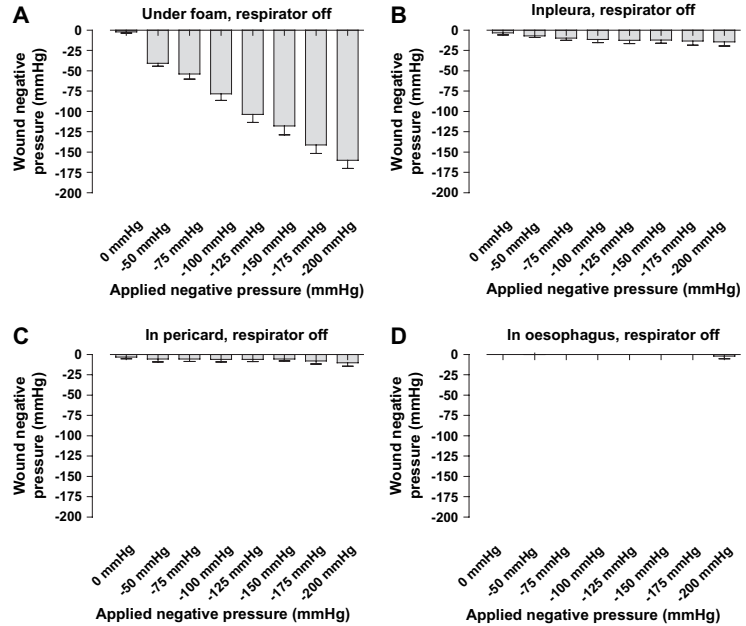 A
Under foam, respirator off
Wound negative
pressure (mmHg)
0
-25
-50
-75
-100
-125
-150
-175
-200
0 mmHg
-50 mmHg
-75 mmHg
-100 mmHg
-125 mmHg
-150 mmHg
-175 mmHg
-200 mmHg
Applied negative pressure (mmHg)
B
Inpleura, respirator off
Wound negative
pressure (mmHg)
0
-25
-50
-75
-100
-125
-150
-175
-200
0 mmHg
-50 mmHg
-75 mmHg
-100 mmHg
-125 mmHg
-150 mmHg
-175 mmHg
-200 mmHg
Applied negative pressure (mmHg)
C
In pericard, respirator off
Wound negative
pressure (mmHg)
0
-25
-50
-75
-100
-125
-150
-175
-200
0 mmHg
-50 mmHg
-75 mmHg
-100 mmHg
-125 mmHg
-150 mmHg
-175 mmHg
-200 mmHg
Applied negative pressure (mmHg)
D
In oesophagus, respirator off
Wound negative
pressure (mmHg)
0
-25
-50
-75
-100
-125
-150
-175
-200
0 mmHg
-50 mmHg
-75 mmHg
-100 mmHg
-125 mmHg
-150 mmHg
-175 mmHg
-200 mmHg
Applied negative pressure (mmHg)